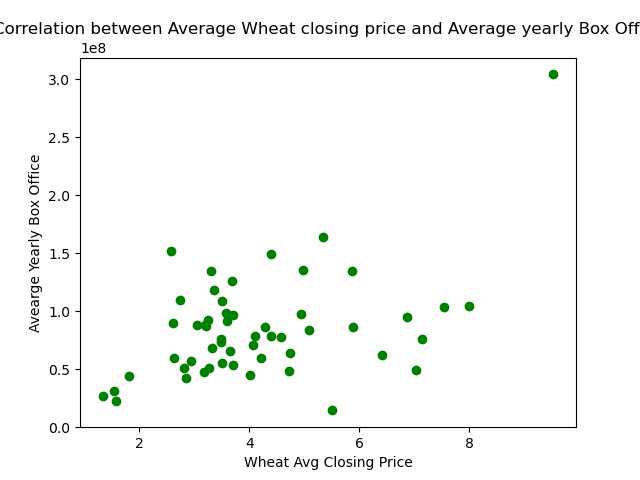 Correlation between Average Wheat closing price and Average yearly Box Off
1e8
3.0
2.5
2.0
1.5
1.0
0.5
0.0
Avearge Yearly Box Office
2 4 6 8
Wheat Avg Closing Price